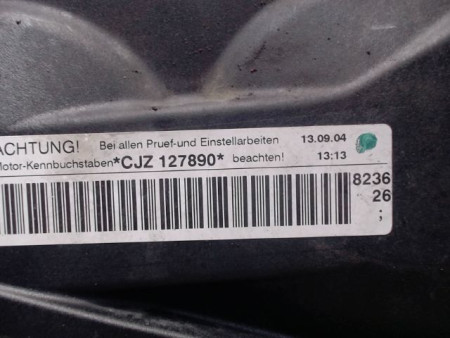 ACHTUNG! Bei allen Pruef-und Einstellarbeiten 13.09.04
Motor-Kennbuchstaben*CJZ 127890* beachten! 13:13
8236
26
;